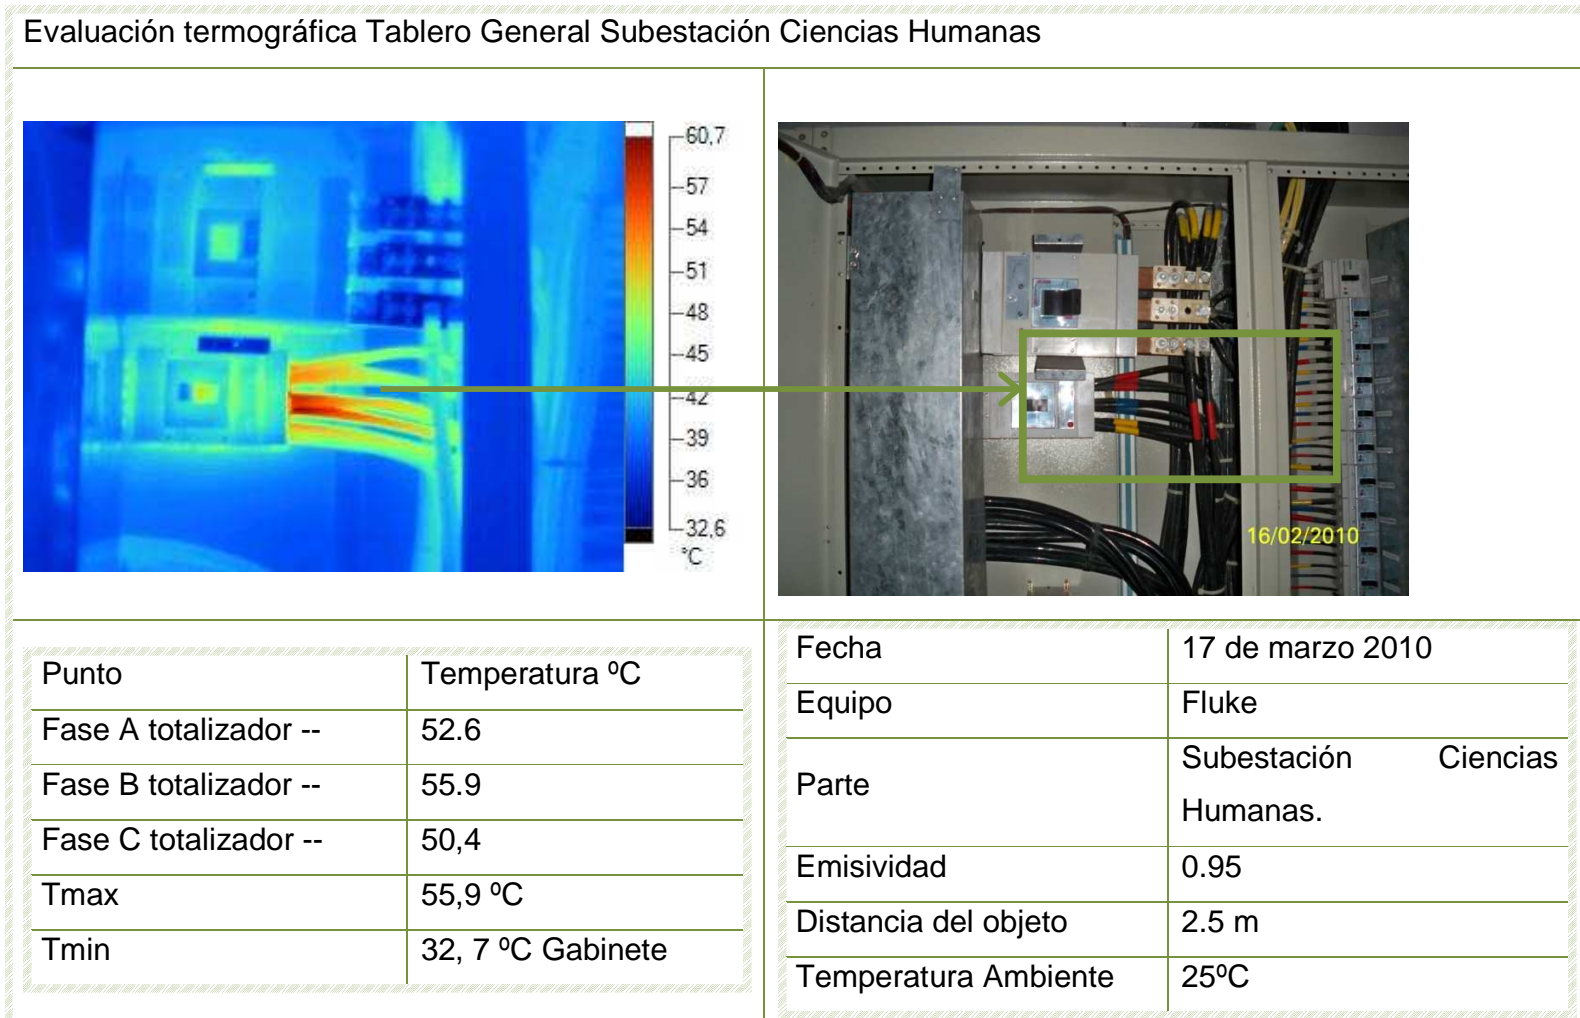 Evaluación termográfica Tablero General Subestación Ciencias Humanas
60,7
57
54
51
48
45
42
39
36
32,6
°C
16/02/2010
Punto Temperatura ºC
Fase A totalizador -- 52.6
Fase B totalizador -- 55.9
Fase C totalizador -- 50,4
Tmax 55,9 ºC
Tmin 32, 7 ºC Gabinete
Fecha 17 de marzo 2010
Equipo Fluke
Parte Subestación Ciencias
Humanas.
Emisividad 0.95
Distancia del objeto 2.5 m
Temperatura Ambiente 25ºC